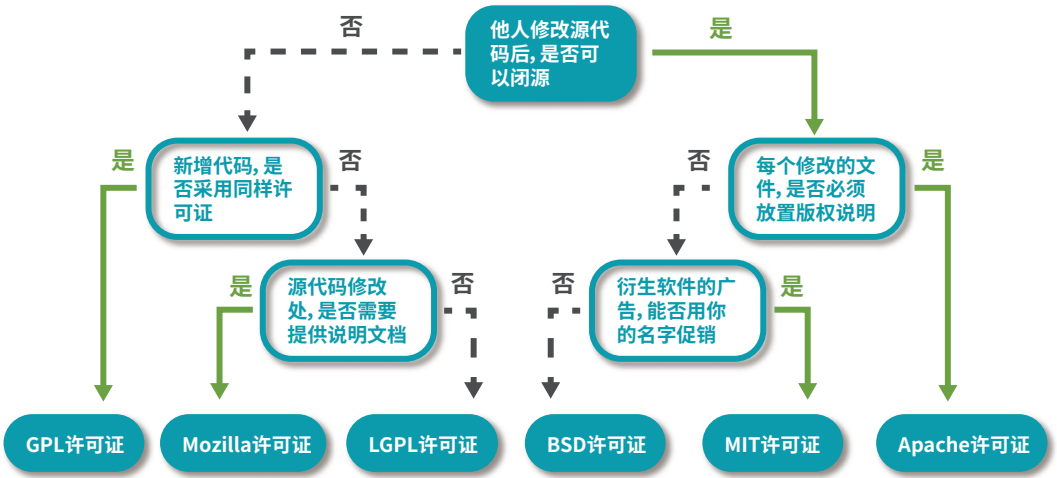 他人修改源代
码后,是否可
以闭源
否
是
新增代码,是
否采用同样许
可证
是
否
每个修改的文
件,是否必须
放置版权说明
否
是
源代码修改
处,是否需要
提供说明文档
是
否
衍生软件的广
告,能否用你
的名字促销
否
是
GPL许可证
Mozilla许可证
LGPL许可证
BSD许可证
MIT许可证
Apache许可证